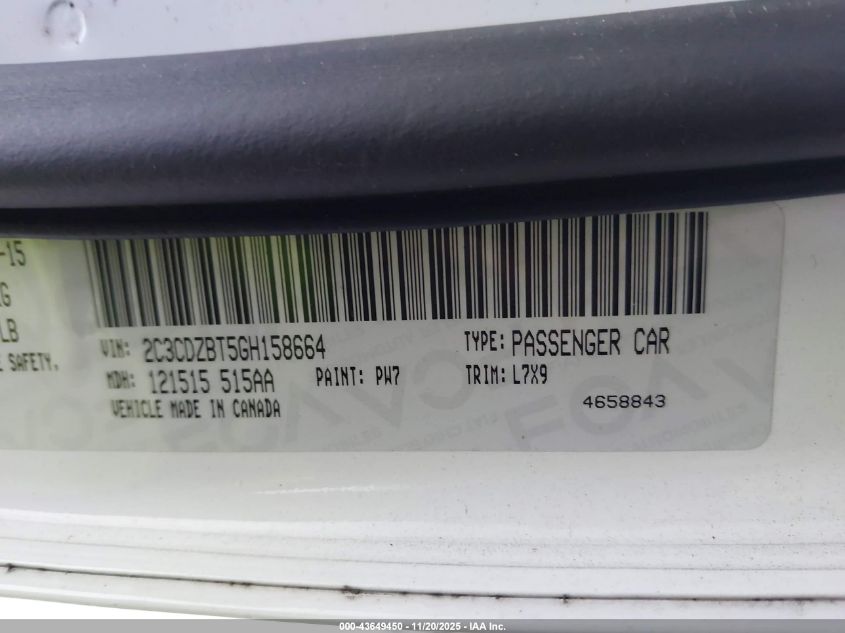 -15
KG
LB
E SAFETY.
VIN: 2C3CDZBT5GH158664 TYPE: PASSENGER CAR
MDH: 121515 515AA PAINT: PW7 TRIM: L7X9
VEHICLE MADE IN CANADA 4658843
000-43649450 - 11/20/2025 - IAA Inc.